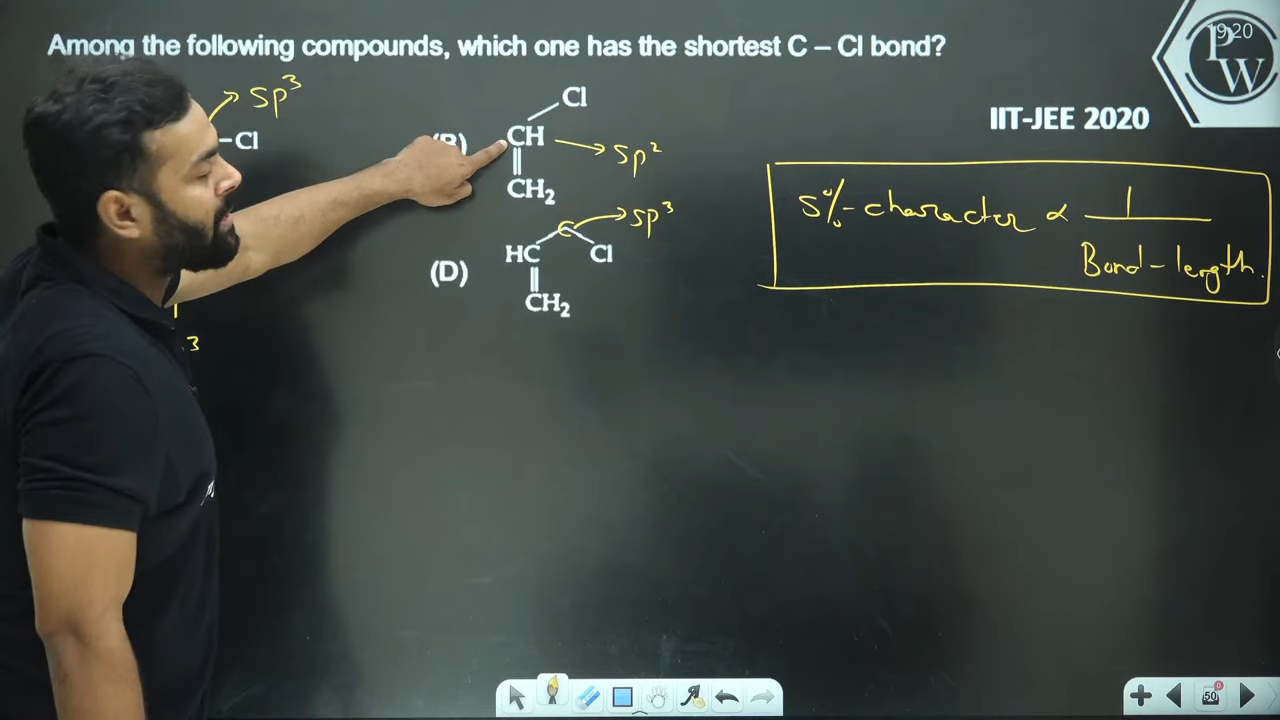 Among the following compounds, which one has the shortest C – Cl bond?
19:20
PW
IIT-JEE 2020
sp³
–Cl
(B)
Cl
CH
CH₂
sp²
(D)
HC
CH₂
Cl
sp³
3
s%-character ∝ 1
Bond-length.
50